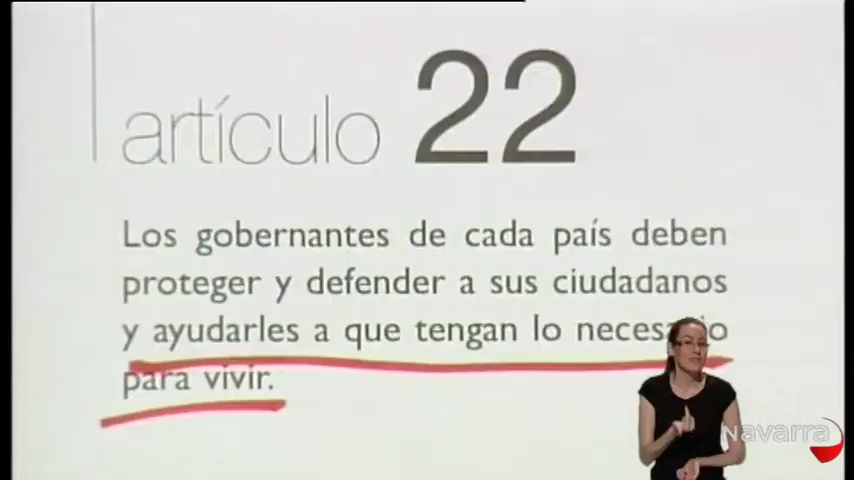 artículo 22
Los gobernantes de cada país deben
proteger y defender a sus ciudadanos
y ayudarles a que tengan lo necesario
para vivir.
Navarra